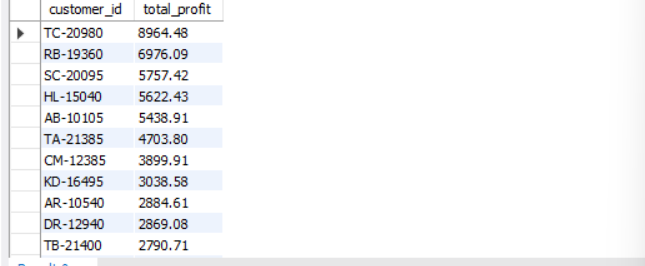 customer_id total_profit
TC-20980 8964.48
RB-19360 6976.09
SC-20095 5757.42
HL-15040 5622.43
AB-10105 5438.91
TA-21385 4703.80
CM-12385 3899.91
KD-16495 3038.58
AR-10540 2884.61
DR-12940 2869.08
TB-21400 2790.71